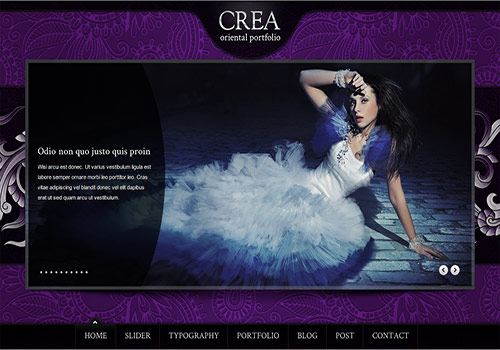 CREA
oriental portfolio
Odio non quo justo quis proin
Wisi arcu est donec. Ut varius vestibulum ligula est
labore semper ornare morbi leo porttitor leo. Cras
vitae adipiscing vel blandit donec vel elit dapibus
erat ut sed quam arcu ut vestibulum.
HOME SLIDER TYPOGRAPHY PORTFOLIO BLOG POST CONTACT